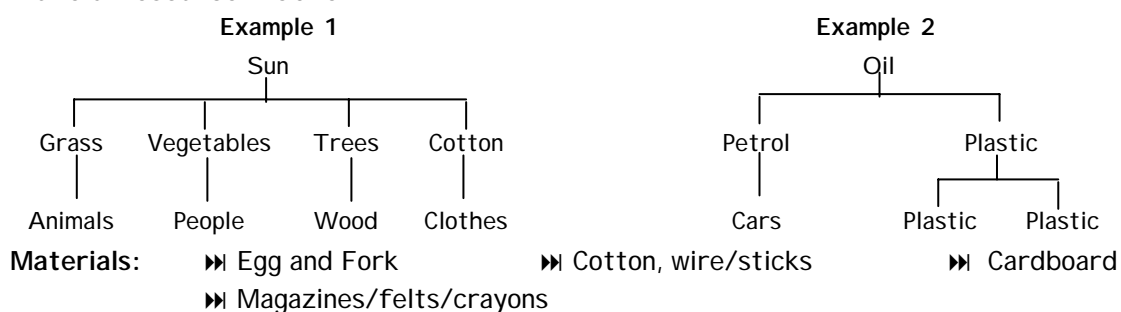 Example 1 Example 2
Sun Oil
Grass Vegetables Trees Cotton Petrol Plastic
Animals People Wood Clothes Cars Plastic Plastic
Materials: Egg and Fork Cotton, wire/sticks Cardboard
Magazines/felts/crayons